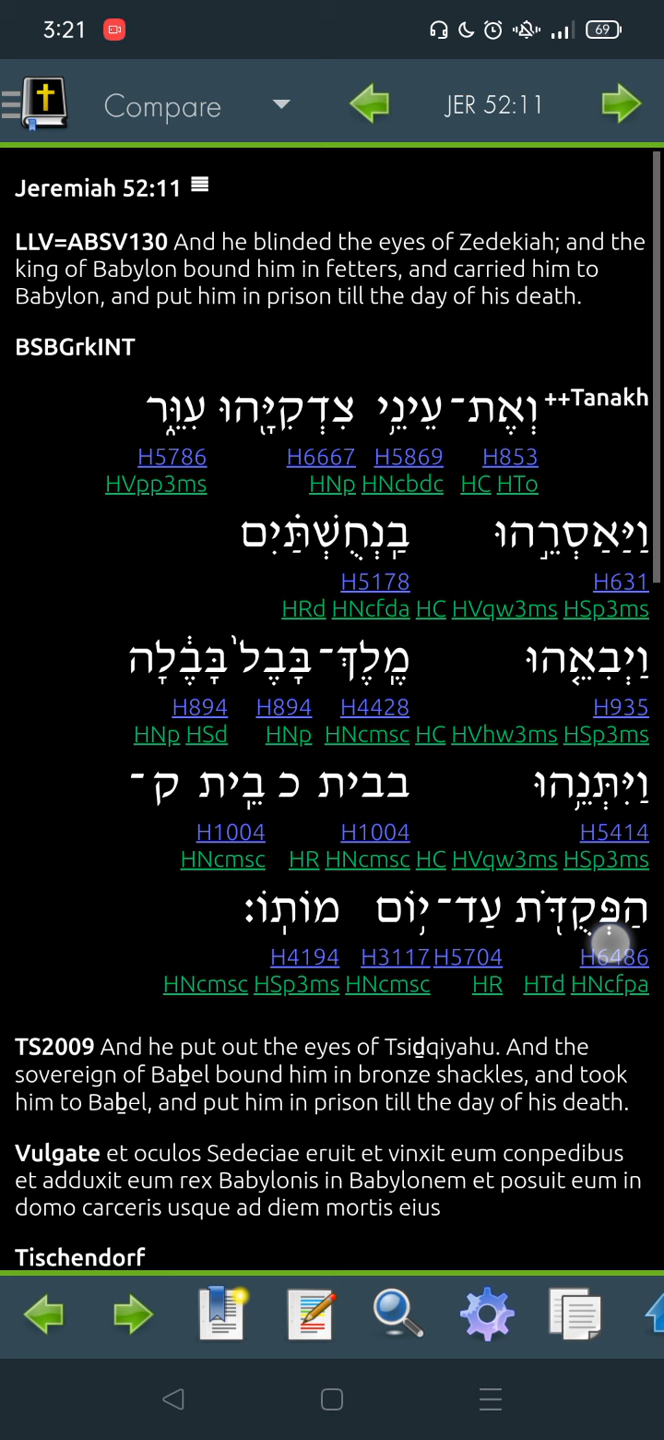 3:21
69
Compare
JER 52:11
Jeremiah 52:11
LLV=ABSV130 And he blinded the eyes of Zedekiah; and the
king of Babylon bound him in fetters, and carried him to
Babylon, and put him in prison till the day of his death.
BSBGrkINT
++Tanakh וְאֶת־ עֵינֵ֥י צִדְקִיָּ֖הוּ עִוֵּ֑ר
H5786 H6667 H5869 H853
HVpp3ms HNp HNcbdc HC HTo
וַיַּאַסְרֵ֣הוּ בַֽנְחֻשְׁתַּ֗יִם
H5178 H631
HRd HNcfda HC HVqw3ms HSp3ms
וַיְבִאֵ֤הוּ מֶֽלֶךְ־ בָּבֶל֙ בָּבֶ֔לָה
H894 H894 H4428 H935
HNp HSd HNp HNcmsc HC HVhw3ms HSp3ms
וַיִּתְּנֵ֥הוּ בבית כ בֵֽית ק ־
H1004 H1004 H5414
HNcmsc HR HNcmsc HC HVqw3ms HSp3ms
הַפְּקֻדֹּ֖ת עַד־ י֥וֹם מוֹתֽוֹ׃
H4194 H3117 H5704 H6486
HNcmsc HSp3ms HNcmsc HR HTd HNcfpa
TS2009 And he put out the eyes of Tsiḏqiyahu. And the
sovereign of Baḇel bound him in bronze shackles, and took
him to Baḇel, and put him in prison till the day of his death.
Vulgate et oculos Sedeciae eruit et vinxit eum conpedibus
et adduxit eum rex Babylonis in Babylonem et posuit eum in
domo carceris usque ad diem mortis eius
Tischendorf